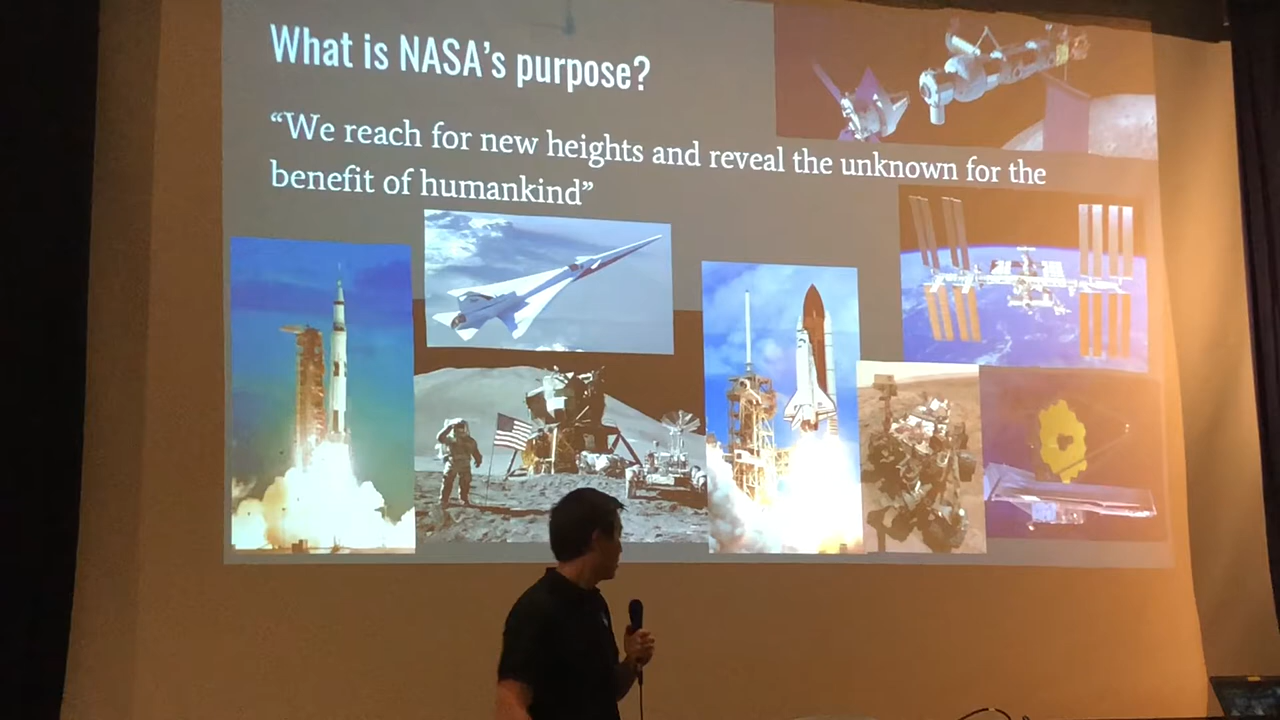 What is NASA's purpose?
“We reach for new heights and reveal the unknown for the
benefit of humankind”